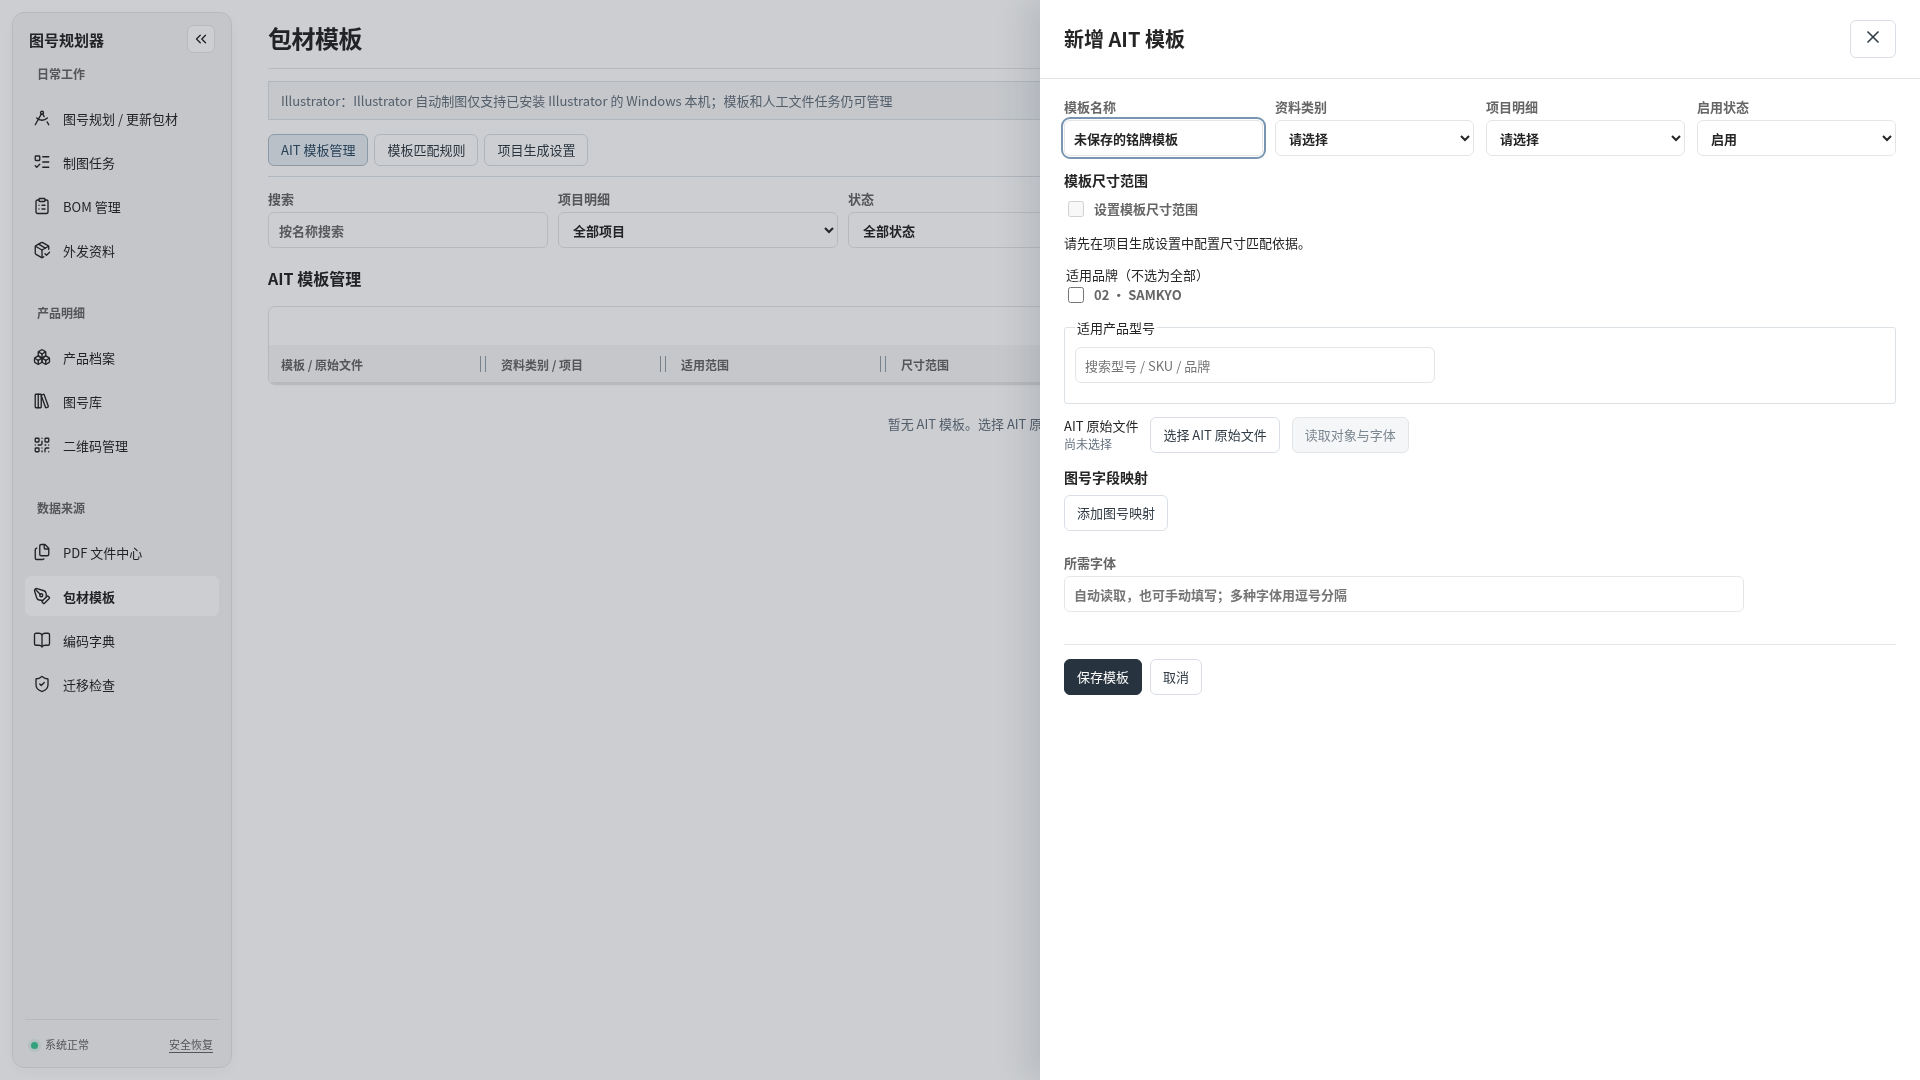 图号规划器
日常工作
图号规划 / 更新包材
制图任务
BOM 管理
外发资料
产品明细
产品档案
图号库
二维码管理
数据来源
PDF 文件中心
包材模板
编码字典
迁移检查
系统正常
安全恢复
包材模板
Illustrator：Illustrator 自动制图仅支持已安装 Illustrator 的 Windows 本机；模板和人工文件任务仍可管理
AIT 模板管理
模板匹配规则
项目生成设置
搜索
项目明细
状态
按名称搜索
全部项目
全部状态
AIT 模板管理
模板 / 原始文件
资料类别 / 项目
适用范围
尺寸范围
暂无 AIT 模板。选择 AIT 原
新增 AIT 模板
模板名称
资料类别
项目明细
启用状态
未保存的铭牌模板
请选择
请选择
启用
模板尺寸范围
设置模板尺寸范围
请先在项目生成设置中配置尺寸匹配依据。
适用品牌（不选为全部）
02 · SAMKYO
适用产品型号
搜索型号 / SKU / 品牌
AIT 原始文件
尚未选择
选择 AIT 原始文件
读取对象与字体
图号字段映射
添加图号映射
所需字体
自动读取，也可手动填写；多种字体用逗号分隔
保存模板
取消